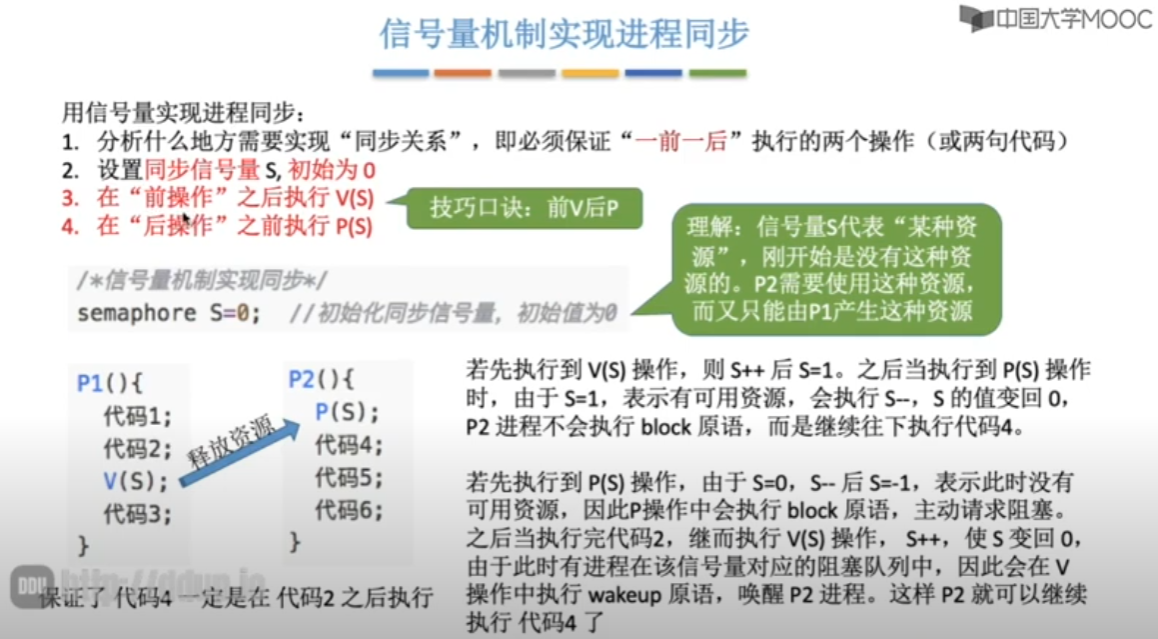 中国大学MOOC
信号量机制实现进程同步
用信号量实现进程同步：
1. 分析什么地方需要实现“同步关系”，即必须保证“一前一后”执行的两个操作（或两句代码）
2. 设置同步信号量 S, 初始为 0
3. 在“前操作”之后执行 V(S)
4. 在“后操作”之前执行 P(S)
技巧口诀：前V后P
理解：信号量S代表“某种资
源”，刚开始是没有这种资
源的。P2需要使用这种资源，
而又只能由P1产生这种资源
/*信号量机制实现同步*/
semaphore S=0; //初始化同步信号量，初始值为0
P1(){
代码1;
代码2;
V(S);
代码3;
}
释放资源
P2(){
P(S);
代码4;
代码5;
代码6;
}
保证了 代码4 一定是在 代码2 之后执行
若先执行到 V(S) 操作，则 S++ 后 S=1。之后当执行到 P(S) 操作
时，由于 S=1，表示有可用资源，会执行 S--，S 的值变回 0，
P2 进程不会执行 block 原语，而是继续往下执行代码4。
若先执行到 P(S) 操作，由于 S=0，S-- 后 S=-1，表示此时没有
可用资源，因此P操作中会执行 block 原语，主动请求阻塞。
之后当执行完代码2，继而执行 V(S) 操作， S++，使 S 变回 0，
由于此时有进程在该信号量对应的阻塞队列中，因此会在 V
操作中执行 wakeup 原语，唤醒 P2 进程。这样 P2 就可以继续
执行 代码4 了